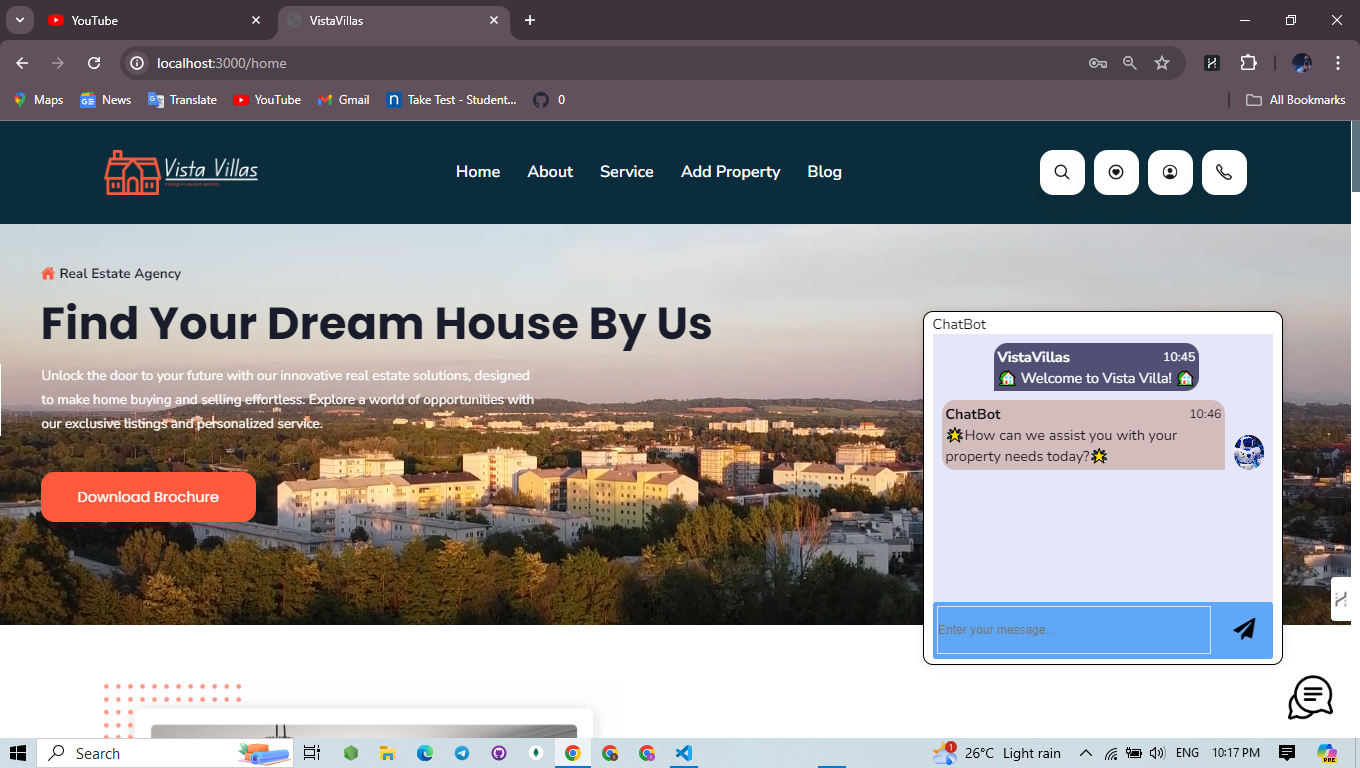 YouTube
VistaVillas
localhost:3000/home
Maps
News
Translate
YouTube
Gmail
Take Test - Student...
0
All Bookmarks
Vista Villas
Home
About
Service
Add Property
Blog
Real Estate Agency
Find Your Dream House By Us
Unlock the door to your future with our innovative real estate solutions, designed
to make home buying and selling effortless. Explore a world of opportunities with
our exclusive listings and personalized service.
Download Brochure
ChatBot
VistaVillas 10:45
Welcome to Vista Villa!
ChatBot 10:46
How can we assist you with your
property needs today?
Enter your message...
Search
1
26°C Light rain
ENG
10:17 PM
PRE